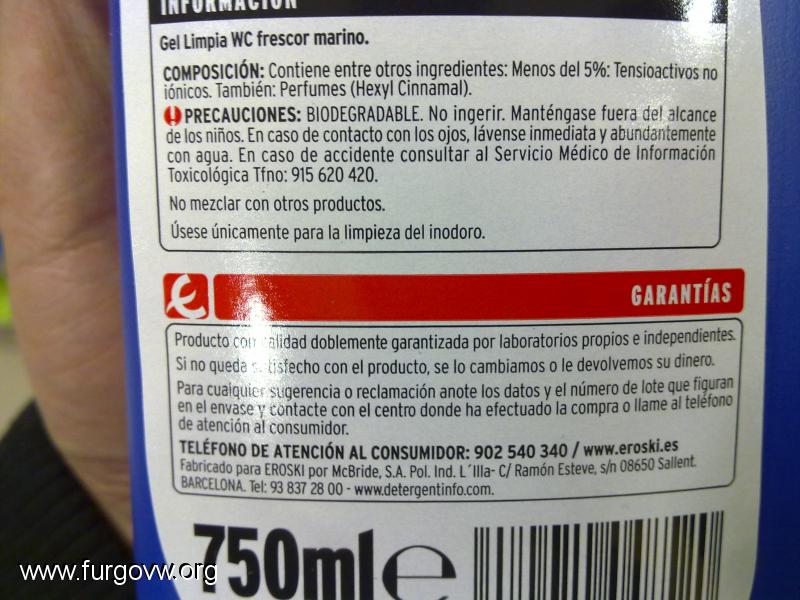 INFORMACIÓN
Gel Limpia WC frescor marino.
COMPOSICIÓN: Contiene entre otros ingredientes: Menos del 5%: Tensioactivos no
iónicos. También: Perfumes (Hexyl Cinnamal).
PRECAUCIONES: BIODEGRADABLE. No ingerir. Manténgase fuera del alcance
de los niños. En caso de contacto con los ojos, lávense inmediata y abundantemente
con agua. En caso de accidente consultar al Servicio Médico de Información
Toxicológica Tfno: 915 620 420.
No mezclar con otros productos.
Úsese únicamente para la limpieza del inodoro.
GARANTÍAS
Producto con calidad doblemente garantizada por laboratorios propios e independientes.
Si no queda satisfecho con el producto, se lo cambiamos o le devolvemos su dinero.
Para cualquier sugerencia o reclamación anote los datos y el número de lote que figuran
en el envase y contacte con el centro donde ha efectuado la compra o llame al teléfono
de atención al consumidor.
TELÉFONO DE ATENCIÓN AL CONSUMIDOR: 902 540 340 / www.eroski.es
Fabricado para EROSKI por McBride, S.A. Pol. Ind. L´Illa- C/ Ramón Esteve, s/n 08650 Sallent.
BARCELONA. Tel: 93 837 28 00 - www.detergentinfo.com.
750ml e
www.furgovw.org